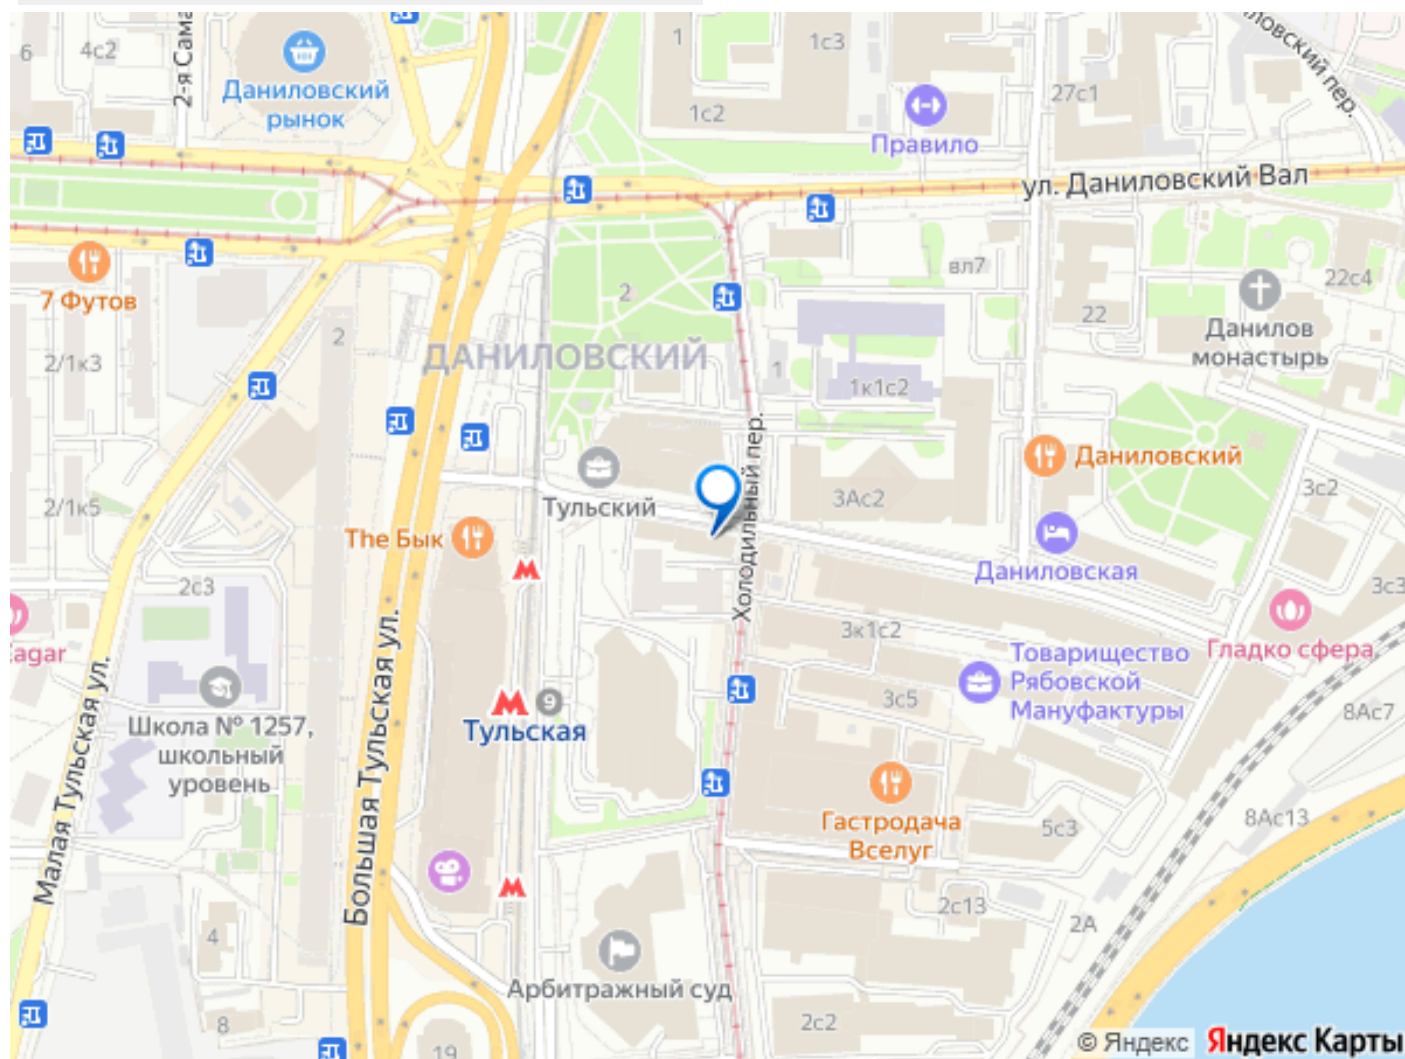 6
4с2
2-я Сама
Даниловский
рынок
1
1с3
1с2
Правило
27с1
ловский пер.
ул. Даниловский Вал
7 Футов
2/1к3
2
2
ДАНИЛОВСКИЙ
вл7
22
22с4
Данилов
монастырь
1
1к1с2
Холодильный пер.
Даниловский
3с2
2/1к5
The Бык
Тульский
3Ас2
Даниловская
2с3
3с3
Гладко сфера
agar
3к1с2
Товарищество
Рябовской
Мануфактуры
3с5
8Ас7
Школа № 1257,
школьный
уровень
Тульская
9
Малая Тульская ул.
Большая Тульская ул.
Гастродача
Вселуг
5с3
8Ас13
2с13
2А
4
Арбитражный суд
8
19
2с2
© Яндекс Яндекс Карты